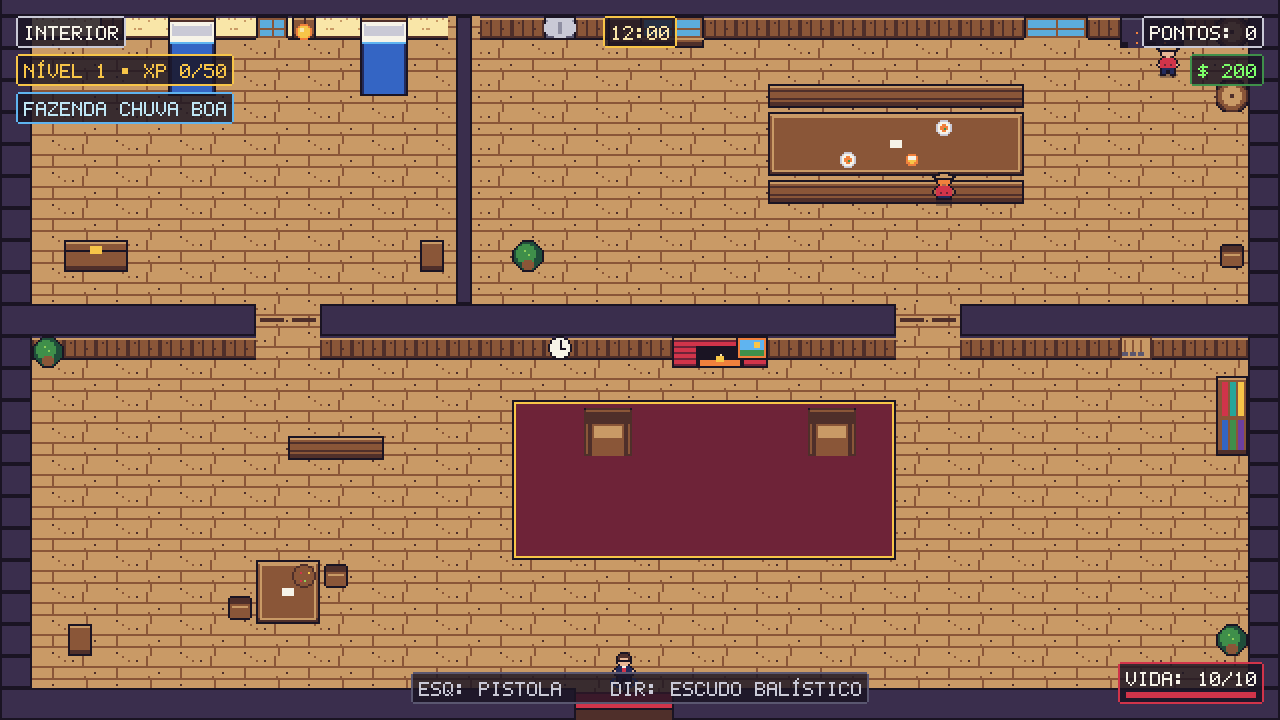 INTERIOR
12:00
PONTOS: 0
NÍVEL 1 ▪ XP 0/50
$ 200
FAZENDA CHUVA BOA
VIDA: 10/10
ESQ: PISTOLA DIR: ESCUDO BALÍSTICO